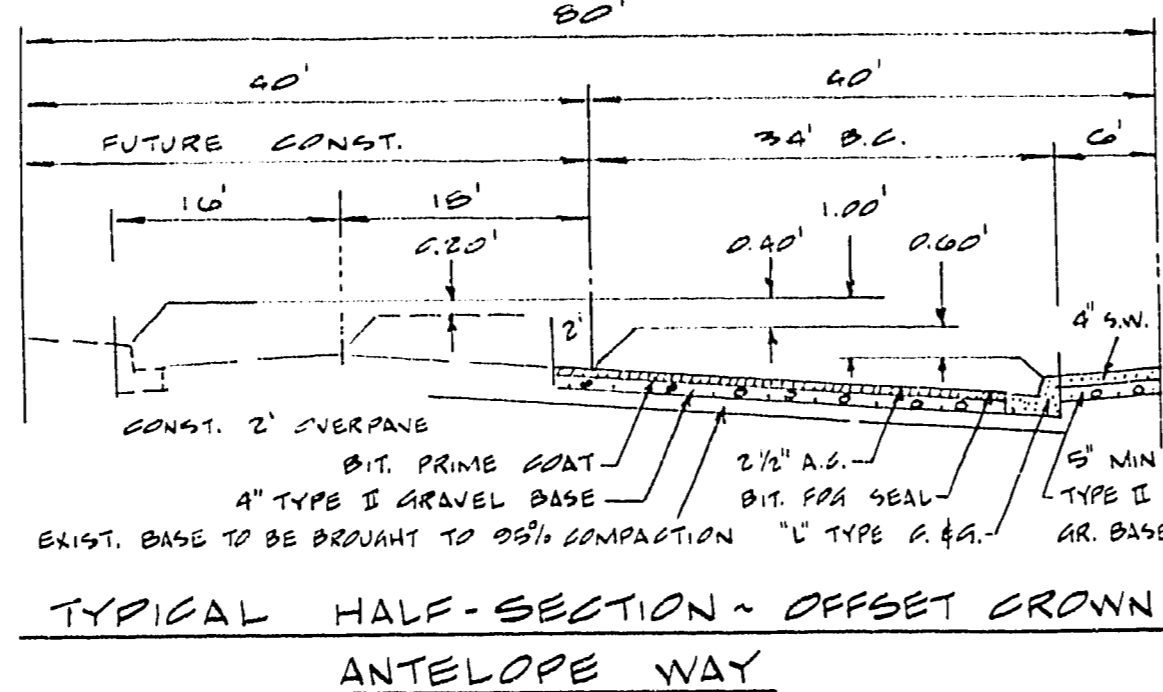 80'
40' 40'
FUTURE CONST. 34' B.C. 6'
16' 15' 1.00'
0.20' 0.40' 0.60'
2' 4" S.W.
CONST. 2' OVERPAVE
BIT. PRIME COAT 2 1/2" A.C. 5" MIN
4" TYPE II GRAVEL BASE BIT. FOG SEAL TYPE II
EXIST. BASE TO BE BROUGHT TO 95% COMPACTION "L" TYPE C. & G. GR. BASE
TYPICAL HALF-SECTION ~ OFFSET CROWN
ANTELOPE WAY